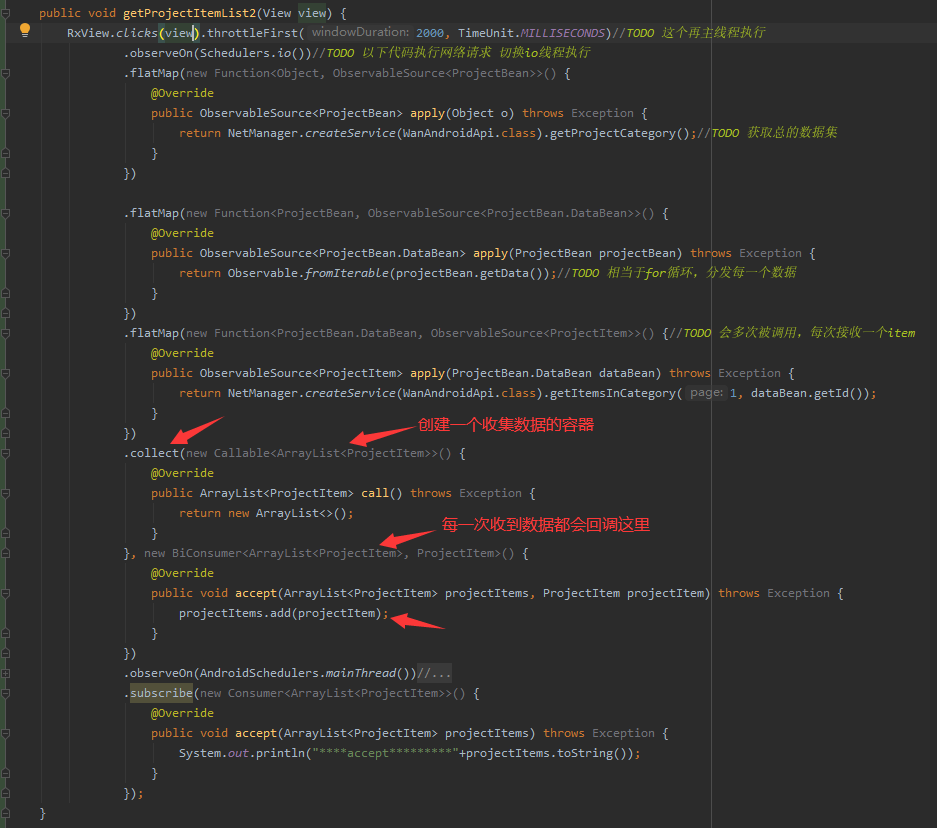 public void getProjectItemList2(View view) {
RxView.clicks(view).throttleFirst( windowDuration: 2000, TimeUnit.MILLISECONDS)//TODO 这个再主线程执行
.observeOn(Schedulers.io())//TODO 以下代码执行网络请求 切换io线程执行
.flatMap(new Function<Object, ObservableSource<ProjectBean>>() {
@Override
public ObservableSource<ProjectBean> apply(Object o) throws Exception {
return NetManager.createService(WanAndroidApi.class).getProjectCategory();//TODO 获取总的数据集
}
})
.flatMap(new Function<ProjectBean, ObservableSource<ProjectBean.DataBean>>() {
@Override
public ObservableSource<ProjectBean.DataBean> apply(ProjectBean projectBean) throws Exception {
return Observable.fromIterable(projectBean.getData());//TODO 相当于for循环，分发每一个数据
}
})
.flatMap(new Function<ProjectBean.DataBean, ObservableSource<ProjectItem>>() {//TODO 会多次被调用，每次接收一个item
@Override
public ObservableSource<ProjectItem> apply(ProjectBean.DataBean dataBean) throws Exception {
return NetManager.createService(WanAndroidApi.class).getItemsInCategory( page: 1, dataBean.getId());
}
})
创建一个收集数据的容器
.collect(new Callable<ArrayList<ProjectItem>>() {
@Override
public ArrayList<ProjectItem> call() throws Exception {
return new ArrayList<>();
}
每一次收到数据都会回调这里
}, new BiConsumer<ArrayList<ProjectItem>, ProjectItem>() {
@Override
public void accept(ArrayList<ProjectItem> projectItems, ProjectItem projectItem) throws Exception {
projectItems.add(projectItem);
}
})
.observeOn(AndroidSchedulers.mainThread())//...
.subscribe(new Consumer<ArrayList<ProjectItem>>() {
@Override
public void accept(ArrayList<ProjectItem> projectItems) throws Exception {
System.out.println("****accept*********"+projectItems.toString());
}
});
}